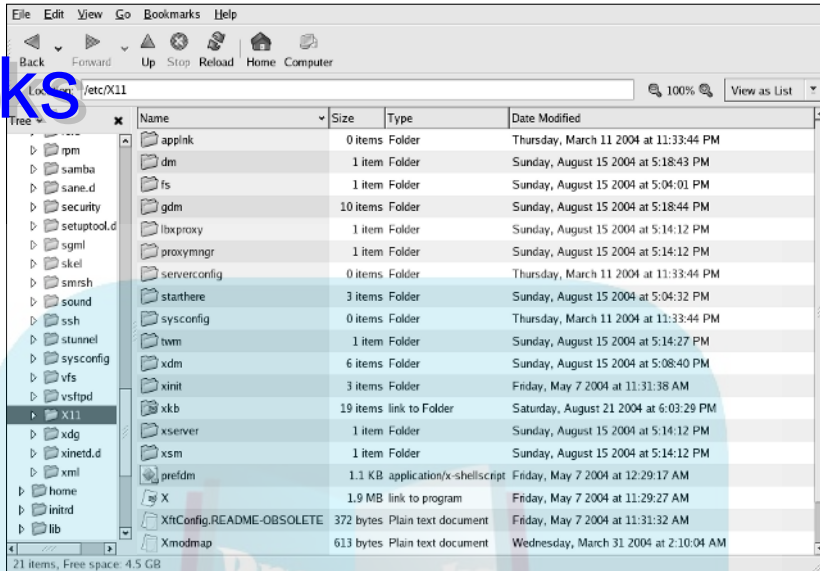 File Edit View Go Bookmarks Help
Back Forward Up Stop Reload Home Computer
ks
Location: /etc/X11 100% View as List
Tree
Name Size Type Date Modified
applnk 0 items Folder Thursday, March 11 2004 at 11:33:44 PM
dm 1 item Folder Sunday, August 15 2004 at 5:18:43 PM
fs 1 item Folder Sunday, August 15 2004 at 5:04:01 PM
gdm 10 items Folder Sunday, August 15 2004 at 5:18:44 PM
lbxproxy 1 item Folder Sunday, August 15 2004 at 5:14:12 PM
proxymngr 1 item Folder Sunday, August 15 2004 at 5:14:12 PM
serverconfig 0 items Folder Thursday, March 11 2004 at 11:33:44 PM
starthere 3 items Folder Sunday, August 15 2004 at 5:04:32 PM
sysconfig 0 items Folder Thursday, March 11 2004 at 11:33:44 PM
twm 1 item Folder Sunday, August 15 2004 at 5:14:27 PM
xdm 6 items Folder Sunday, August 15 2004 at 5:08:40 PM
xinit 3 items Folder Friday, May 7 2004 at 11:31:38 AM
xkb 19 items link to Folder Saturday, August 21 2004 at 6:03:29 PM
xserver 1 item Folder Sunday, August 15 2004 at 5:14:12 PM
xsm 1 item Folder Sunday, August 15 2004 at 5:14:12 PM
prefdm 1.1 KB application/x-shellscript Friday, May 7 2004 at 12:29:17 AM
X 1.9 MB link to program Friday, May 7 2004 at 11:29:27 AM
XftConfig.README-OBSOLETE 372 bytes Plain text document Friday, May 7 2004 at 11:31:32 AM
Xmodmap 613 bytes Plain text document Wednesday, March 31 2004 at 2:10:04 AM
rpm
samba
sane.d
security
setuptool.d
sgml
skel
smrsh
sound
ssh
stunnel
sysconfig
vfs
vsftpd
X11
xdg
xinetd.d
xml
home
initrd
lib
21 items, Free space: 4.5 GB